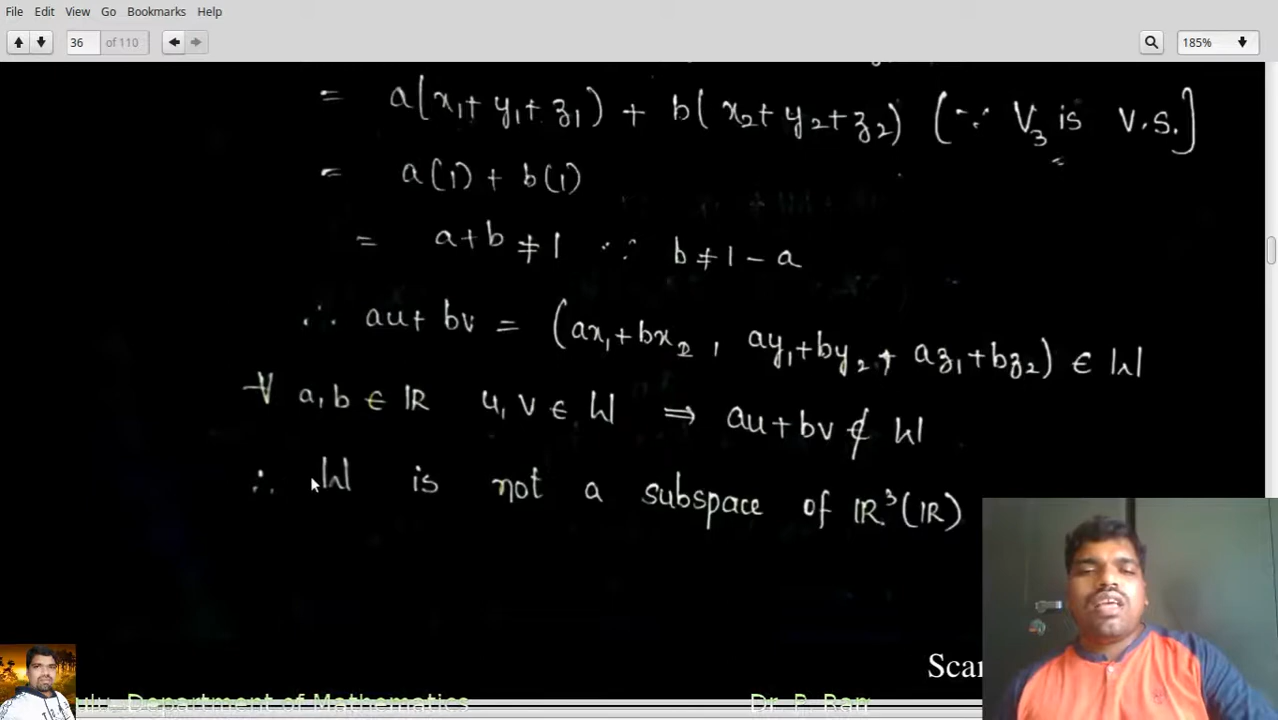 File Edit View Go Bookmarks Help
36 of 110 185%
= a(x₁+ y₁+ z₁) + b(x₂+ y₂+ z₂) (∵ V₃ is V.S.]
= a(1) + b(1)
= a+b ≠ 1 ∵ b ≠ 1 - a
∴ au+ bv = (ax₁+bx₂, ay₁+by₂ + az₁+bz₂) ∈ W
∀ a, b ∈ ℝ u, v ∈ W ⇒ au+bv ∉ W
∴ W is not a subspace of ℝ³(ℝ)
Department of Mathematics Dr. P.